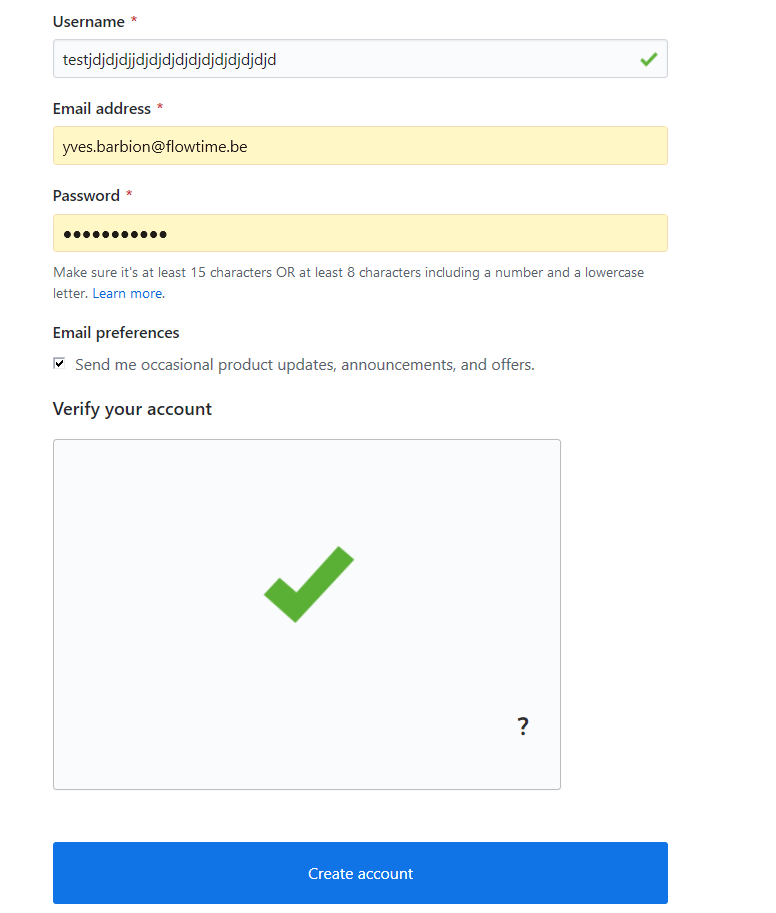 Username *
testjdjdjdjjdjdjdjdjdjdjdjdjdjd
Email address *
yves.barbion@flowtime.be
Password *
●●●●●●●●●●●
Make sure it's at least 15 characters OR at least 8 characters including a number and a lowercase
letter. Learn more.
Email preferences
Send me occasional product updates, announcements, and offers.
Verify your account
?
Create account